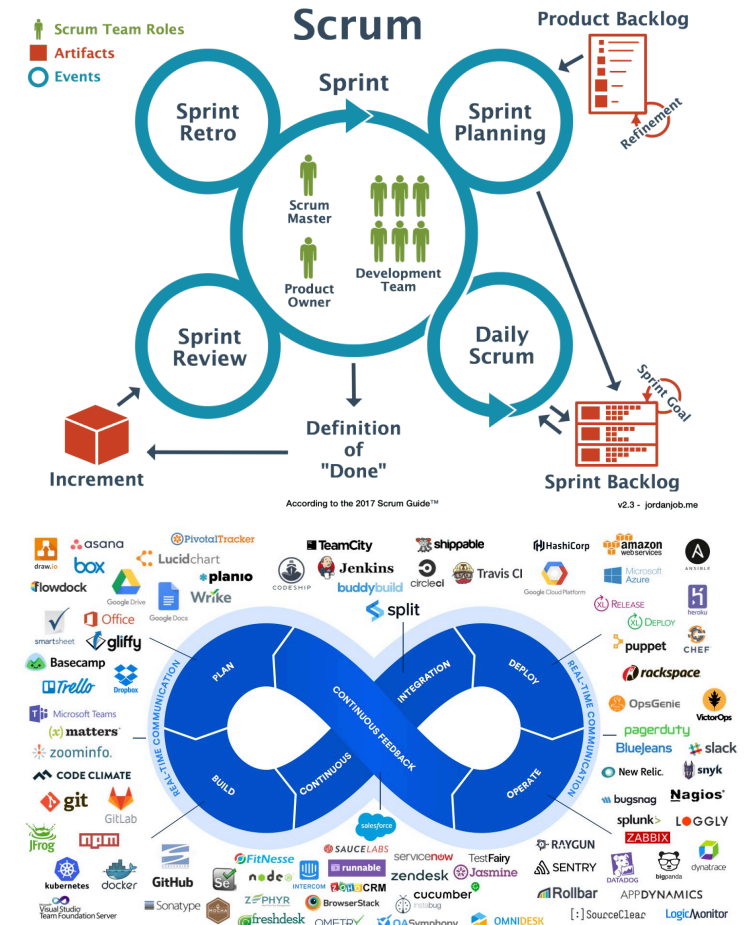 Scrum
Scrum Team Roles
Artifacts
Events
Product Backlog
Refinement
Sprint
Sprint
Retro
Sprint
Planning
Scrum
Master
Product
Owner
Development
Team
Sprint
Review
Daily
Scrum
Sprint Goal
Increment
Definition
of
"Done"
Sprint Backlog
According to the 2017 Scrum Guide™
v2.3 - jordanjob.me
draw.io
asana
PivotalTracker
TeamCity
shippable
HashiCorp
amazon
web services
ANSIBLE
box
Lucidchart
planio
CODESHIP
Jenkins
circleci
Travis CI
Google Cloud Platform
Microsoft
Azure
flowdock
Google Drive
Google Docs
Wrike
buddybuild
split
XL RELEASE
heroku
XL DEPLOY
smartsheet
Office
gliffy
puppet
CHEF
Basecamp
Trello
Dropbox
rackspace
OpsGenie
VictorOps
Microsoft Teams
(x)matters
zoominfo.
pagerduty
BlueJeans
slack
CODE CLIMATE
New Relic.
snyk
git
GitLab
bugsnag
Nagios
splunk>
LOGGLY
ZABBIX
JFrog
npm
REAL-TIME COMMUNICATION
PLAN
BUILD
CONTINUOUS
INTEGRATION
CONTINUOUS FEEDBACK
DEPLOY
OPERATE
REAL-TIME COMMUNICATION
salesforce
kubernetes
docker
GitHub
Se
FitNesse
SAUCELABS
servicenow
TestFairy
RAYGUN
node
INTERCOM
runnable
zendesk
Jasmine
SENTRY
DATADOG
bigpanda
dynatrace
ZOHO CRM
cucumber
Rollbar
APPDYNAMICS
Visual Studio
Team Foundation Server
Sonatype
MOCHA
ZEPHYR
BrowserStack
instabug
[:]SourceClear
LogicMonitor
freshdesk
QASymphony
OMNIDESK